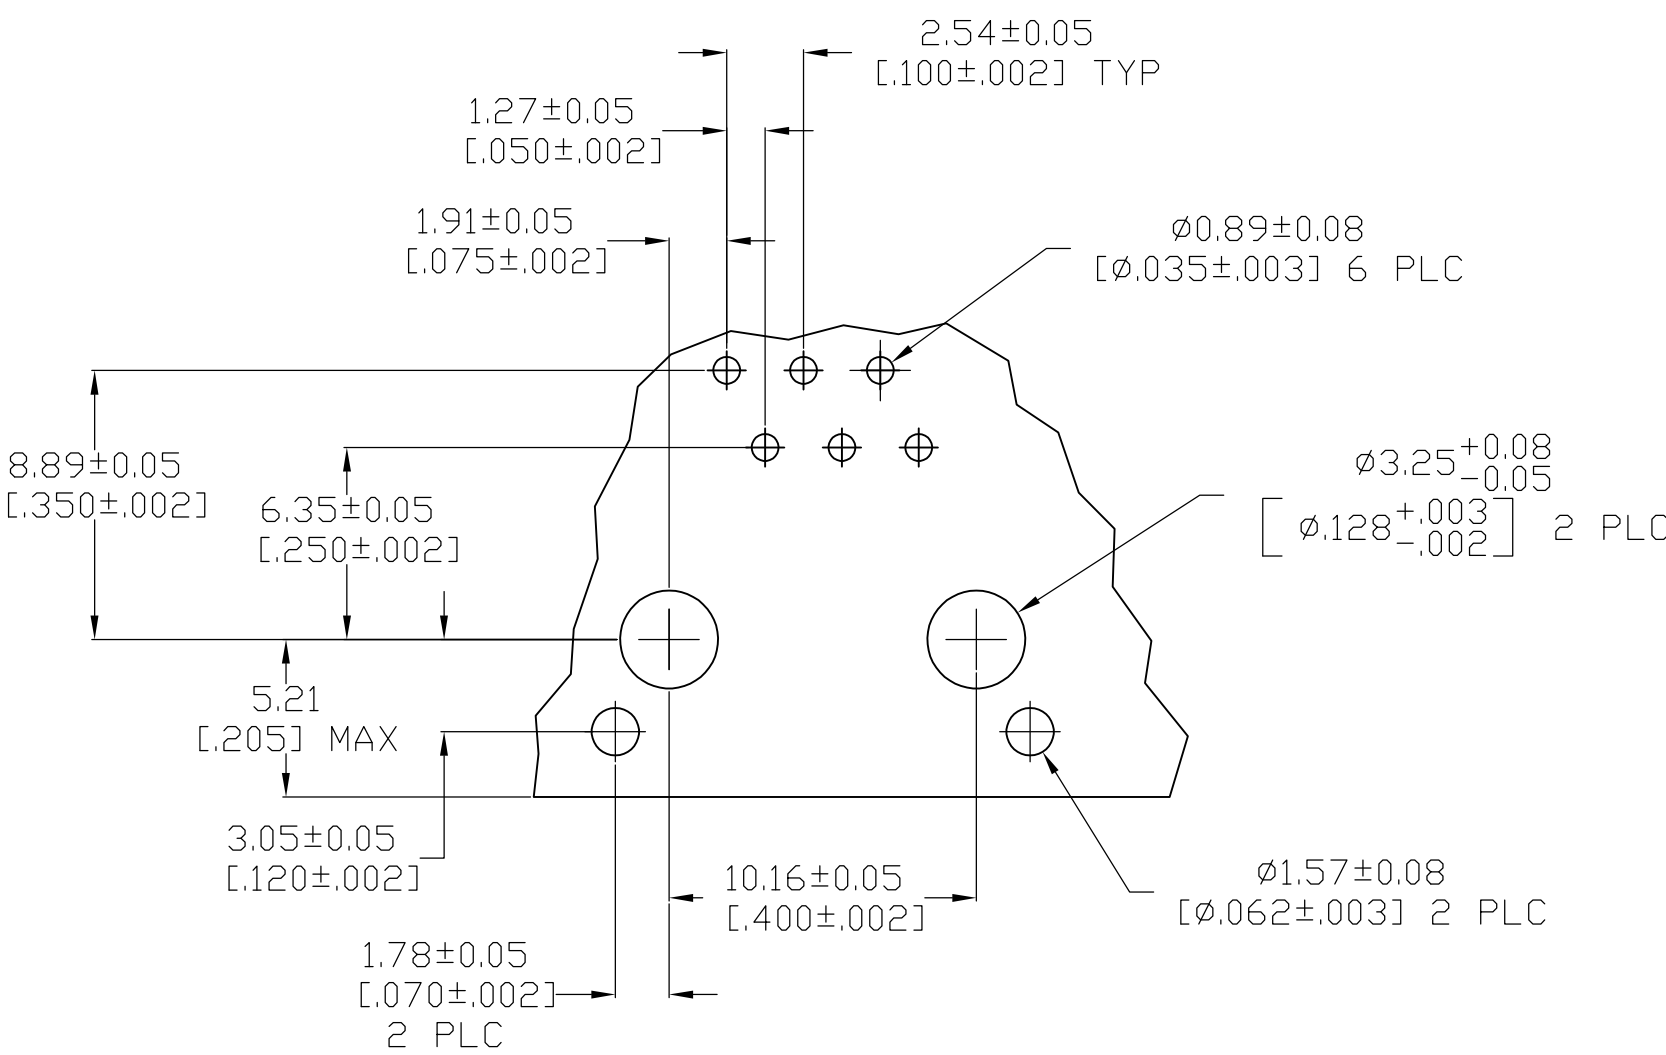 2.54±0.05
[.100±.002] TYP
1.27±0.05
[.050±.002]
1.91±0.05
[.075±.002]
Ø0.89±0.08
[Ø.035±.003] 6 PLC
8.89±0.05
[.350±.002]
6.35±0.05
[.250±.002]
Ø3.25+0.08
-0.05
[Ø.128+.003
-.002] 2 PLC
5.21
[.205] MAX
3.05±0.05
[.120±.002]
10.16±0.05
[.400±.002]
Ø1.57±0.08
[Ø.062±.003] 2 PLC
1.78±0.05
[.070±.002]
2 PLC